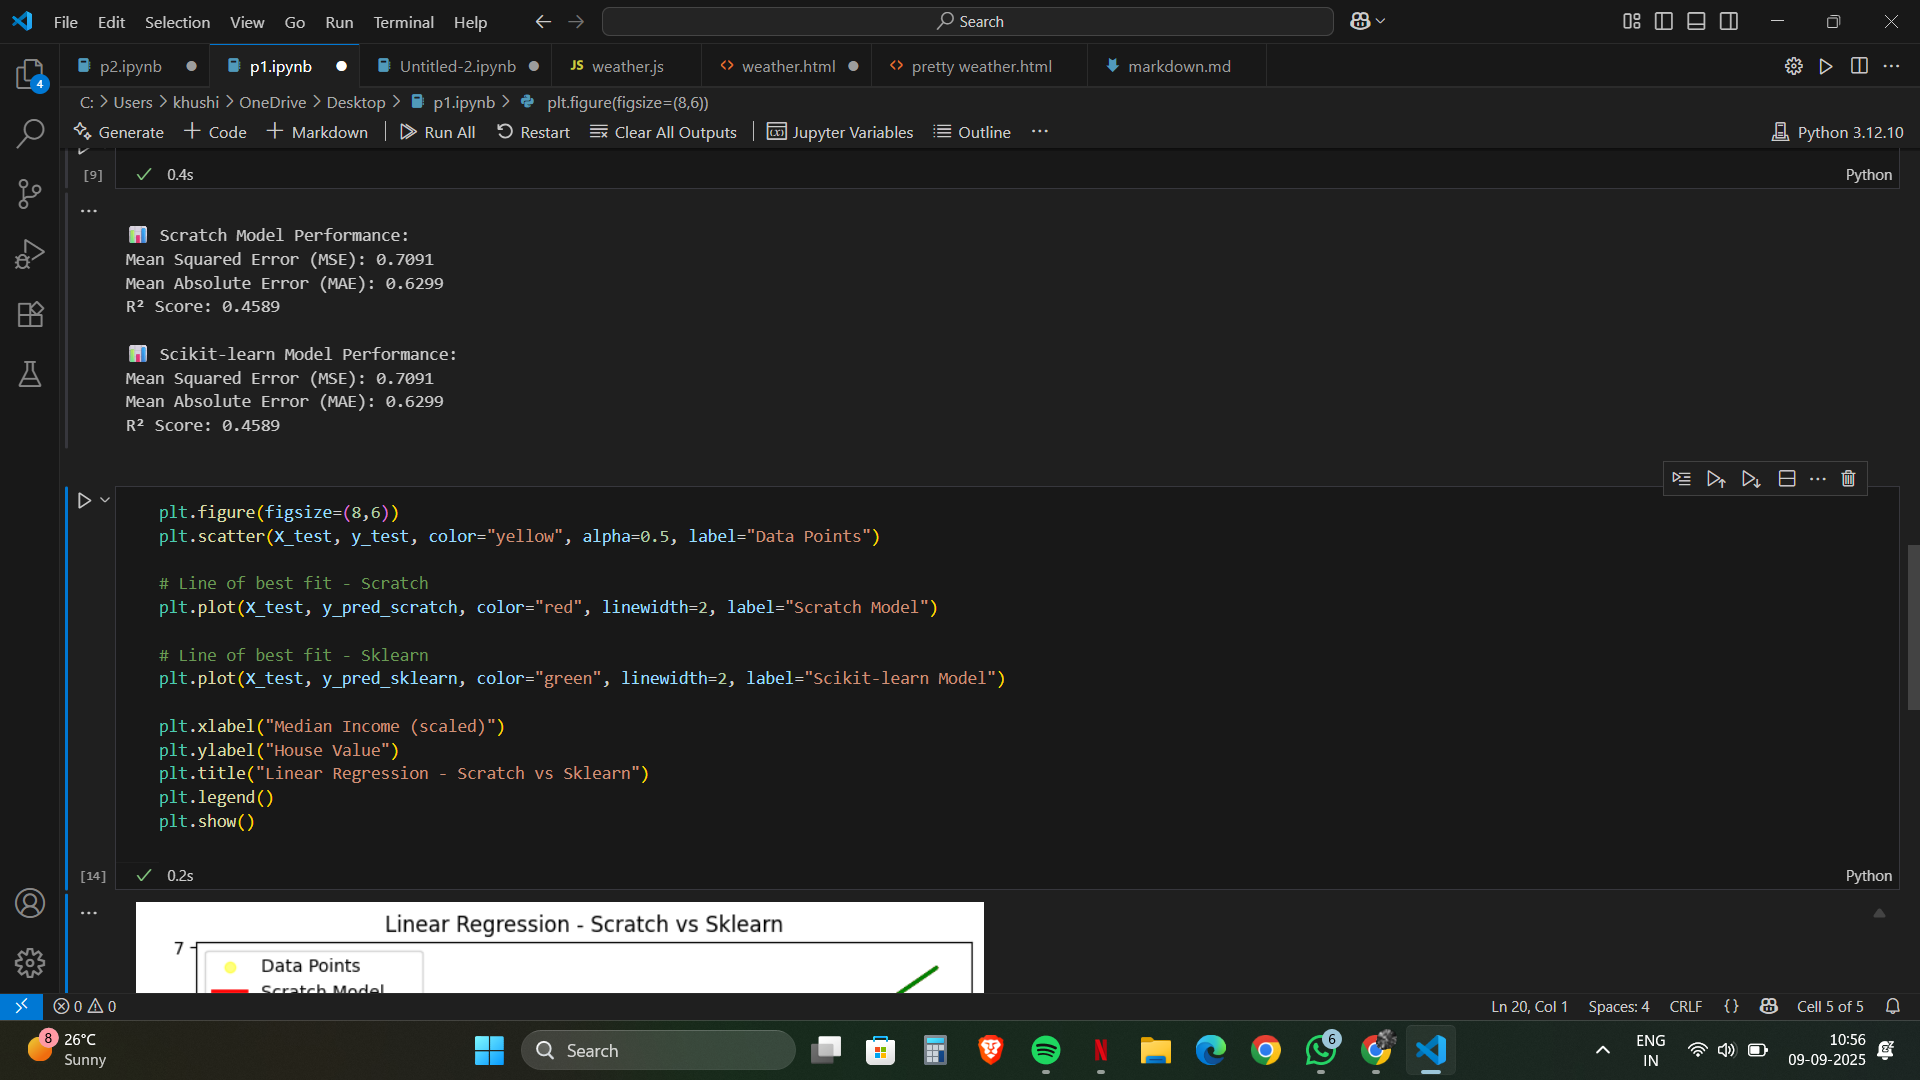 File Edit Selection View Go Run Terminal Help
Search
p2.ipynb p1.ipynb Untitled-2.ipynb JS weather.js weather.html pretty weather.html markdown.md
C: > Users > khushi > OneDrive > Desktop > p1.ipynb > plt.figure(figsize=(8,6))
Generate + Code + Markdown Run All Restart Clear All Outputs Jupyter Variables Outline ... Python 3.12.10
[9] 0.4s Python
...
📊 Scratch Model Performance:
Mean Squared Error (MSE): 0.7091
Mean Absolute Error (MAE): 0.6299
R² Score: 0.4589
📊 Scikit-learn Model Performance:
Mean Squared Error (MSE): 0.7091
Mean Absolute Error (MAE): 0.6299
R² Score: 0.4589
plt.figure(figsize=(8,6))
plt.scatter(X_test, y_test, color="yellow", alpha=0.5, label="Data Points")
# Line of best fit - Scratch
plt.plot(X_test, y_pred_scratch, color="red", linewidth=2, label="Scratch Model")
# Line of best fit - Sklearn
plt.plot(X_test, y_pred_sklearn, color="green", linewidth=2, label="Scikit-learn Model")
plt.xlabel("Median Income (scaled)")
plt.ylabel("House Value")
plt.title("Linear Regression - Scratch vs Sklearn")
plt.legend()
plt.show()
[14] 0.2s Python
...
Linear Regression - Scratch vs Sklearn
7
Data Points
Scratch Model
4
0 0 Ln 20, Col 1 Spaces: 4 CRLF {} Cell 5 of 5
8 26°C
Sunny
Search
6
ENG
IN
10:56
09-09-2025